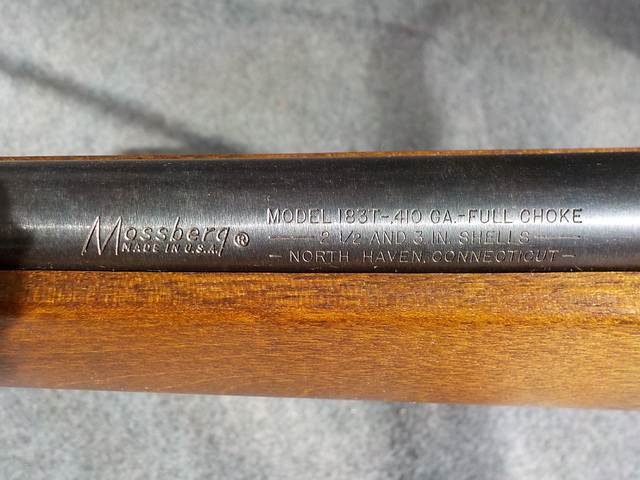 Mossberg®
MADE IN U.S.A.
MODEL 183T-.410 GA.-FULL CHOKE
2 1/2 AND 3 IN. SHELLS
- NORTH HAVEN, CONNECTICUT -